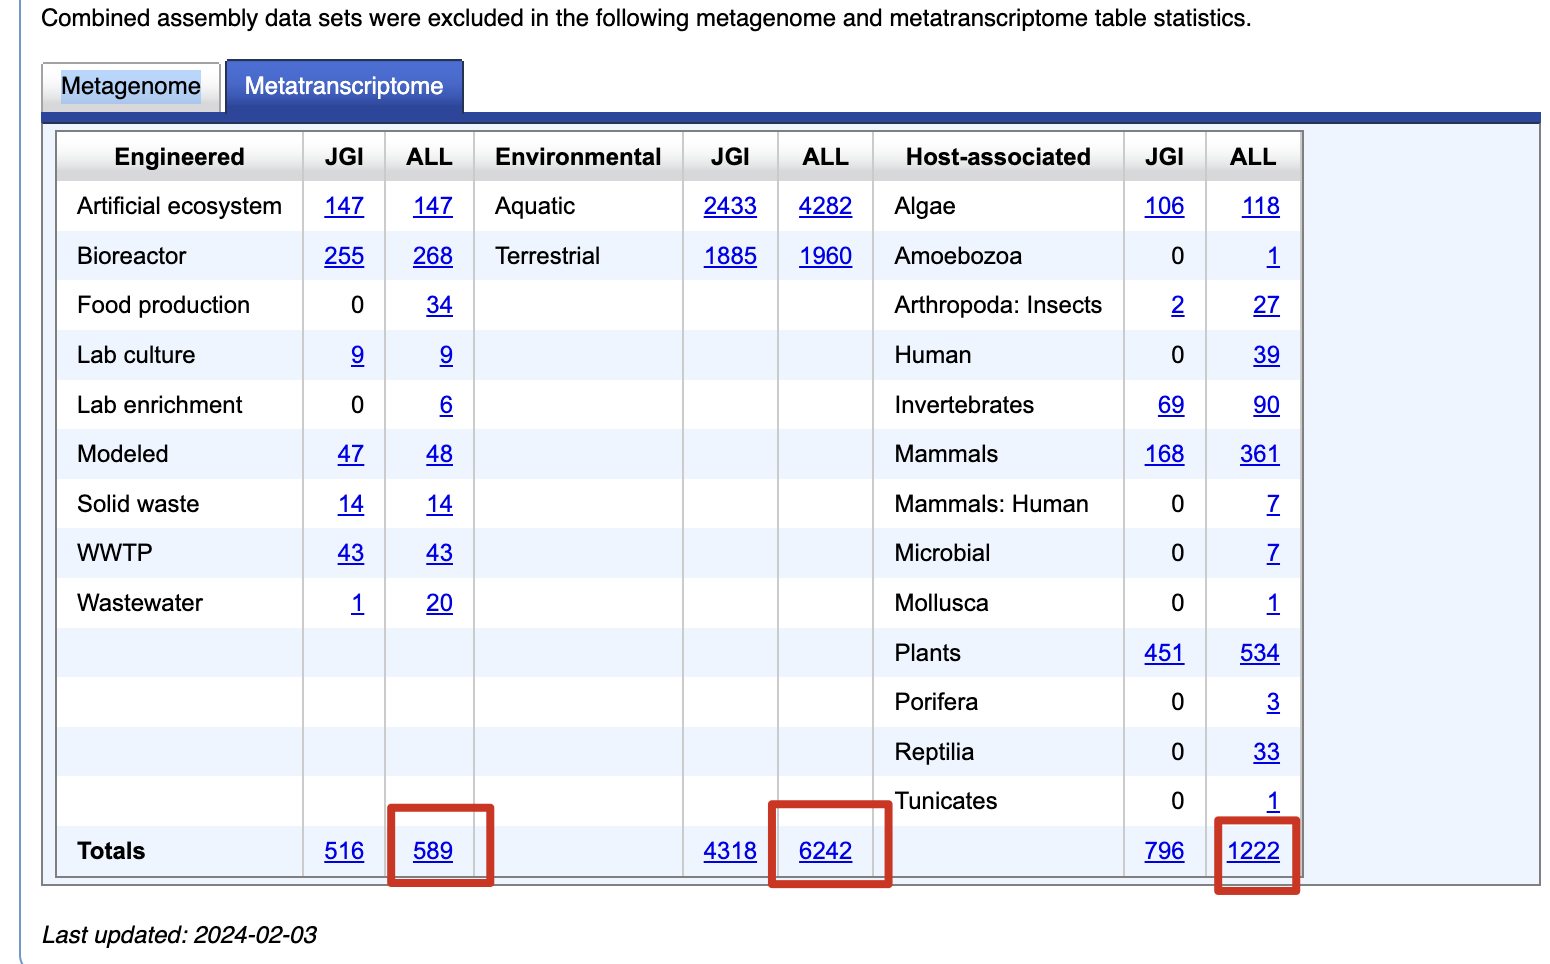 Combined assembly data sets were excluded in the following metagenome and metatranscriptome table statistics.
Metagenome Metatranscriptome
Engineered JGI ALL Environmental JGI ALL Host-associated JGI ALL
Artificial ecosystem 147 147 Aquatic 2433 4282 Algae 106 118
Bioreactor 255 268 Terrestrial 1885 1960 Amoebozoa 0 1
Food production 0 34 Arthropoda: Insects 2 27
Lab culture 9 9 Human 0 39
Lab enrichment 0 6 Invertebrates 69 90
Modeled 47 48 Mammals 168 361
Solid waste 14 14 Mammals: Human 0 7
WWTP 43 43 Microbial 0 7
Wastewater 1 20 Mollusca 0 1
Plants 451 534
Porifera 0 3
Reptilia 0 33
Tunicates 0 1
Totals 516 589 4318 6242 796 1222
Last updated: 2024-02-03